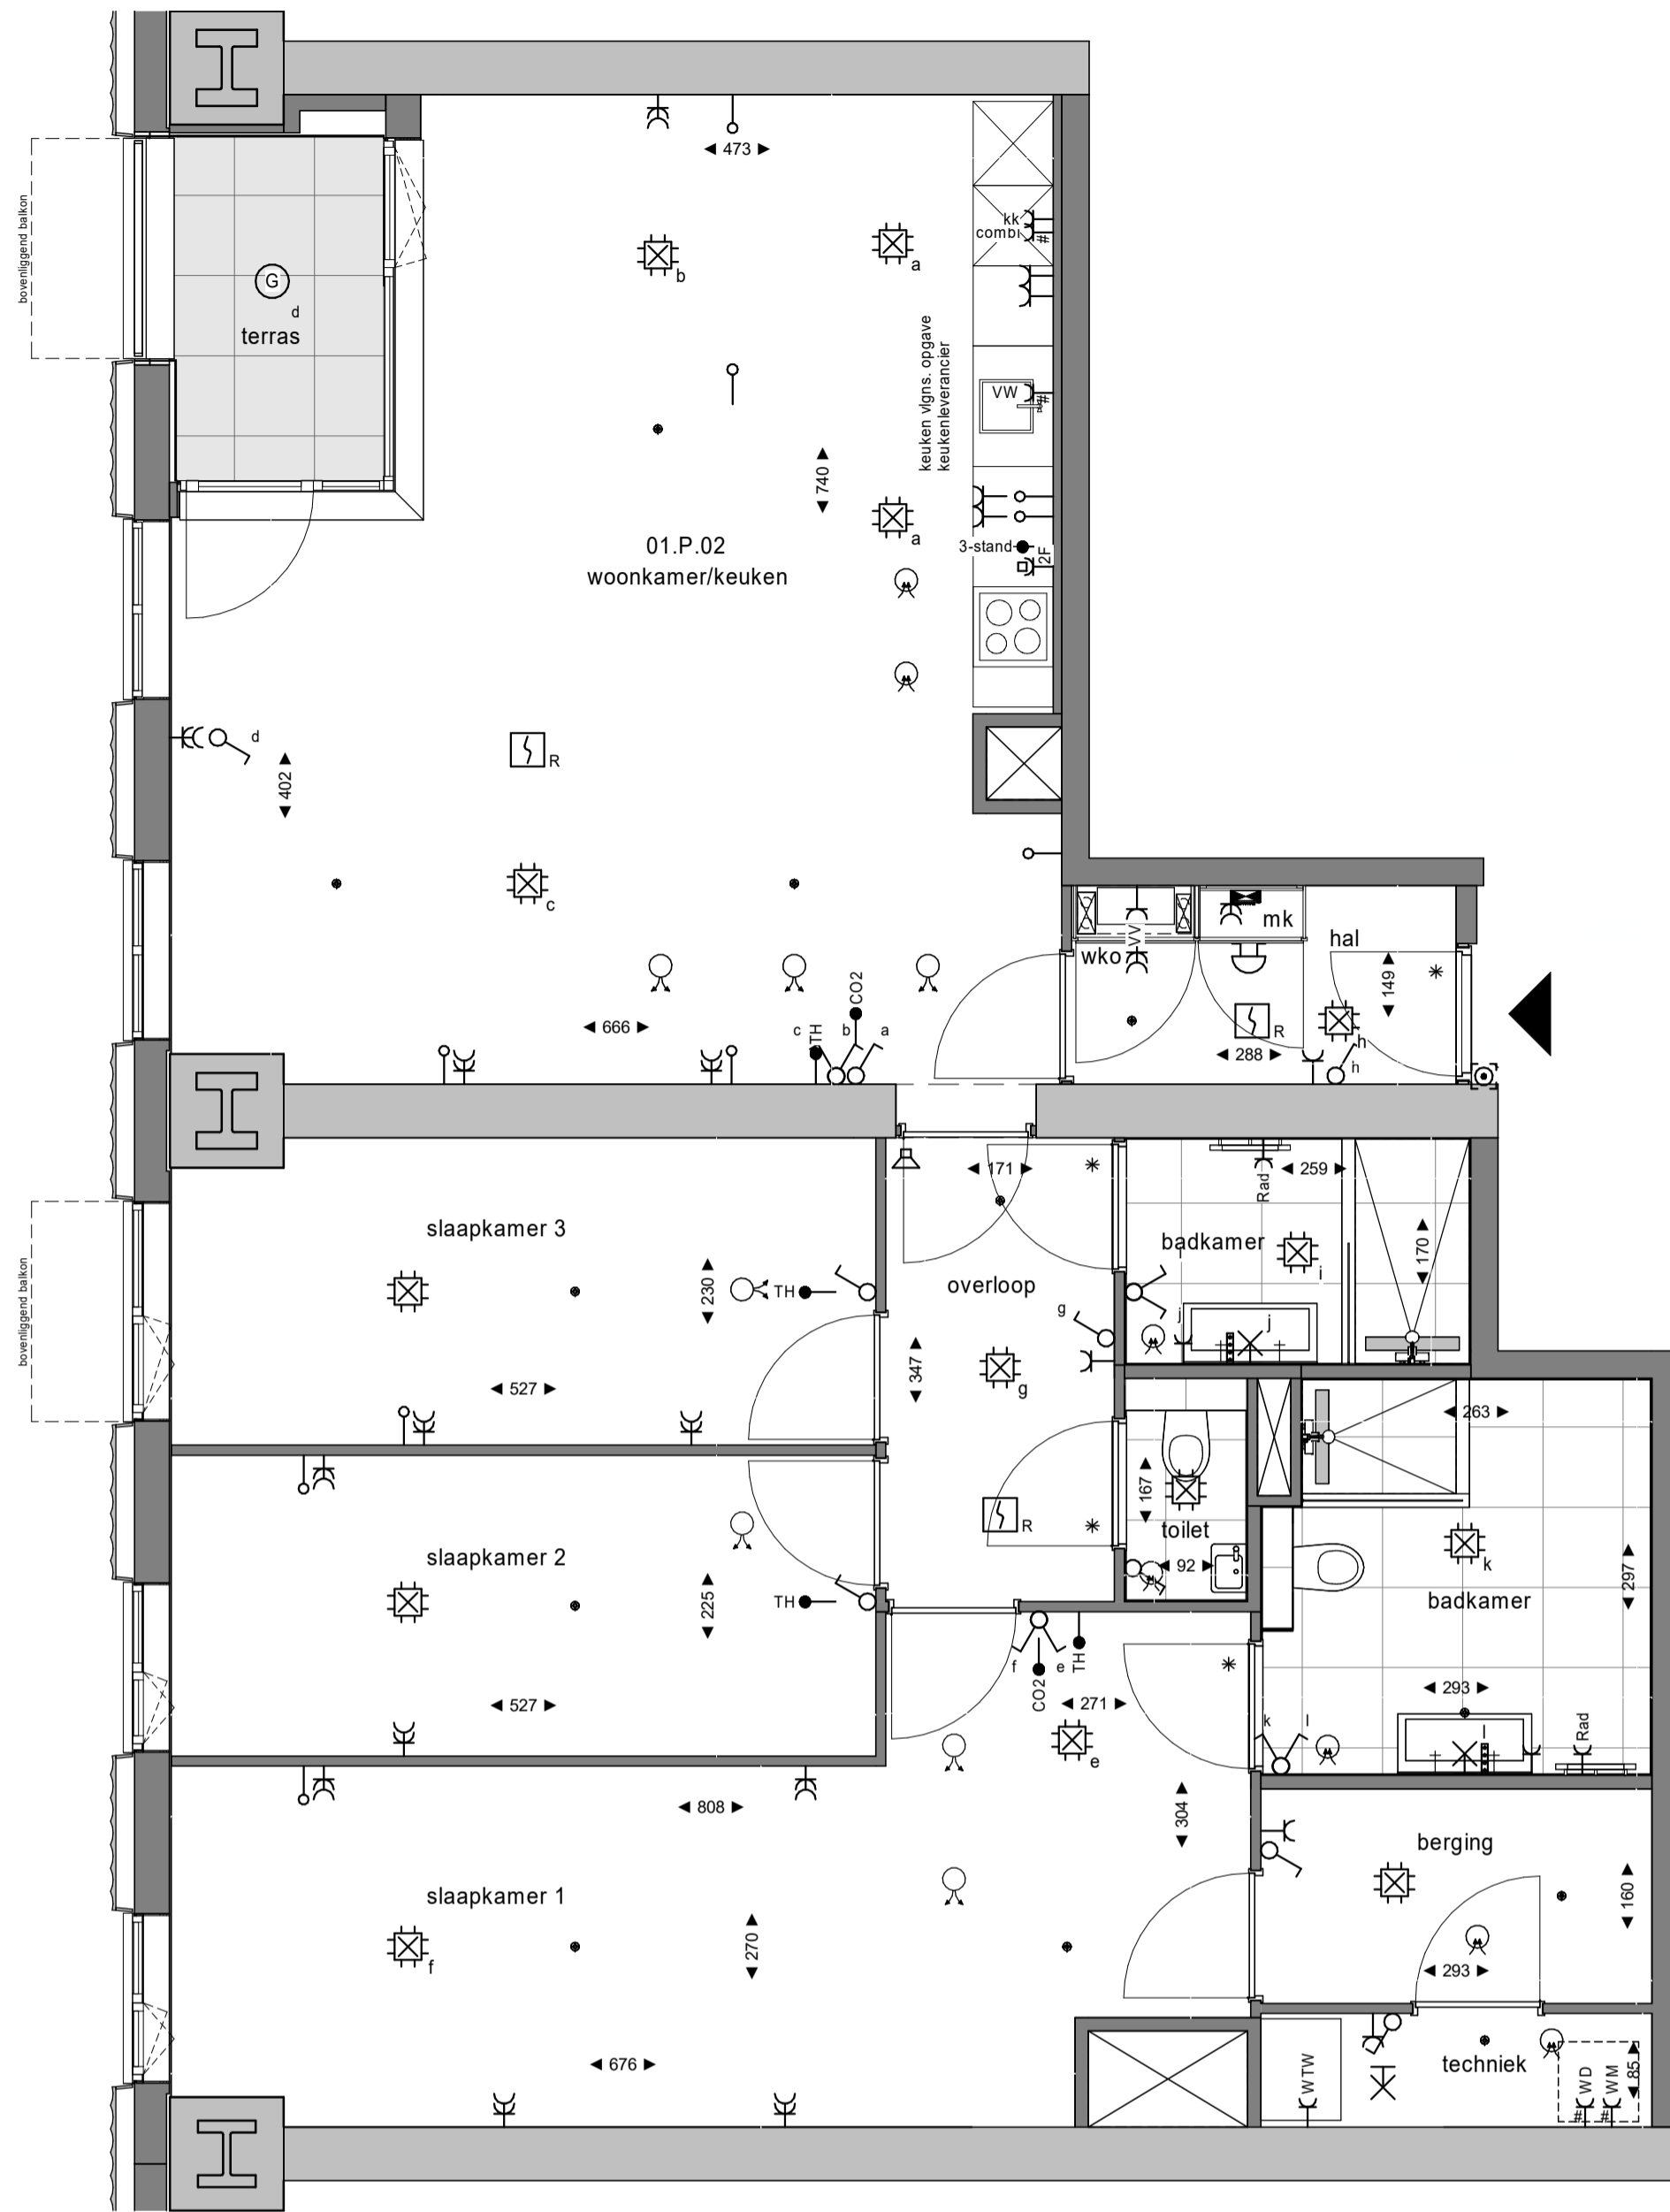 bovenliggend balkon
G
d
terras
473
b
a
kk
combi
#
keuken vlgns. opgave
keukenleverancier
VW
#
740
a
01.P.02
woonkamer/keuken
3-stand
2F
d
402
R
c
mk
hal
wko
VV
149
666
c
TH
b
CO2
a
R
288
h
h
171
259
Rad
slaapkamer 3
badkamer
170
i
i
230
TH
overloop
g
j
j
bovenliggend balkon
527
347
g
263
167
R
toilet
slaapkamer 2
92
k
297
badkamer
225
TH
f
e
TH
CO2
271
293
527
k
l
l
Rad
e
808
304
berging
slaapkamer 1
160
270
f
293
676
techniek
WTW
WD
WM
85
#
#